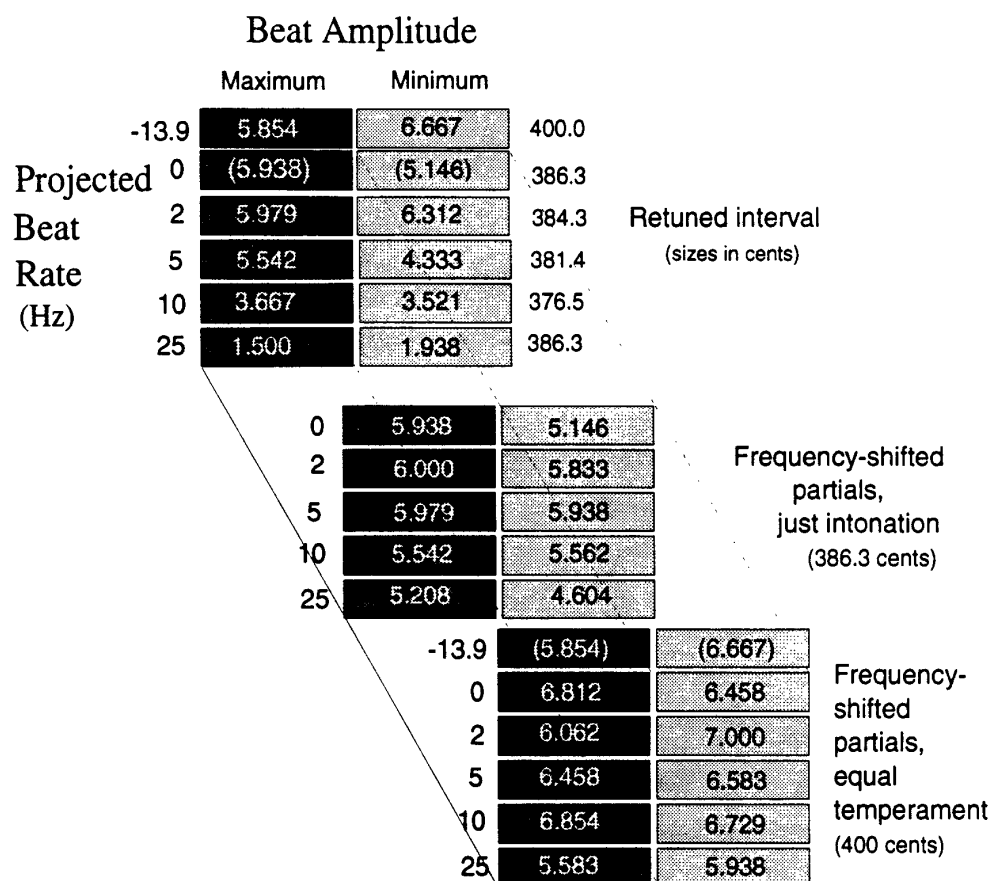 Beat Amplitude
Maximum Minimum
-13.9 5.854 6.667 400.0
0 (5.938) (5.146) 386.3
2 5.979 6.312 384.3
5 5.542 4.333 381.4
10 3.667 3.521 376.5
25 1.500 1.938 386.3
Projected
Beat
Rate
(Hz)
Retuned interval
(sizes in cents)
0 5.938 5.146
2 6.000 5.833
5 5.979 5.938
10 5.542 5.562
25 5.208 4.604
Frequency-shifted
partials,
just intonation
(386.3 cents)
-13.9 (5.854) (6.667)
0 6.812 6.458
2 6.062 7.000
5 6.458 6.583
10 6.854 6.729
25 5.583 5.938
Frequency-
shifted
partials,
equal
temperament
(400 cents)